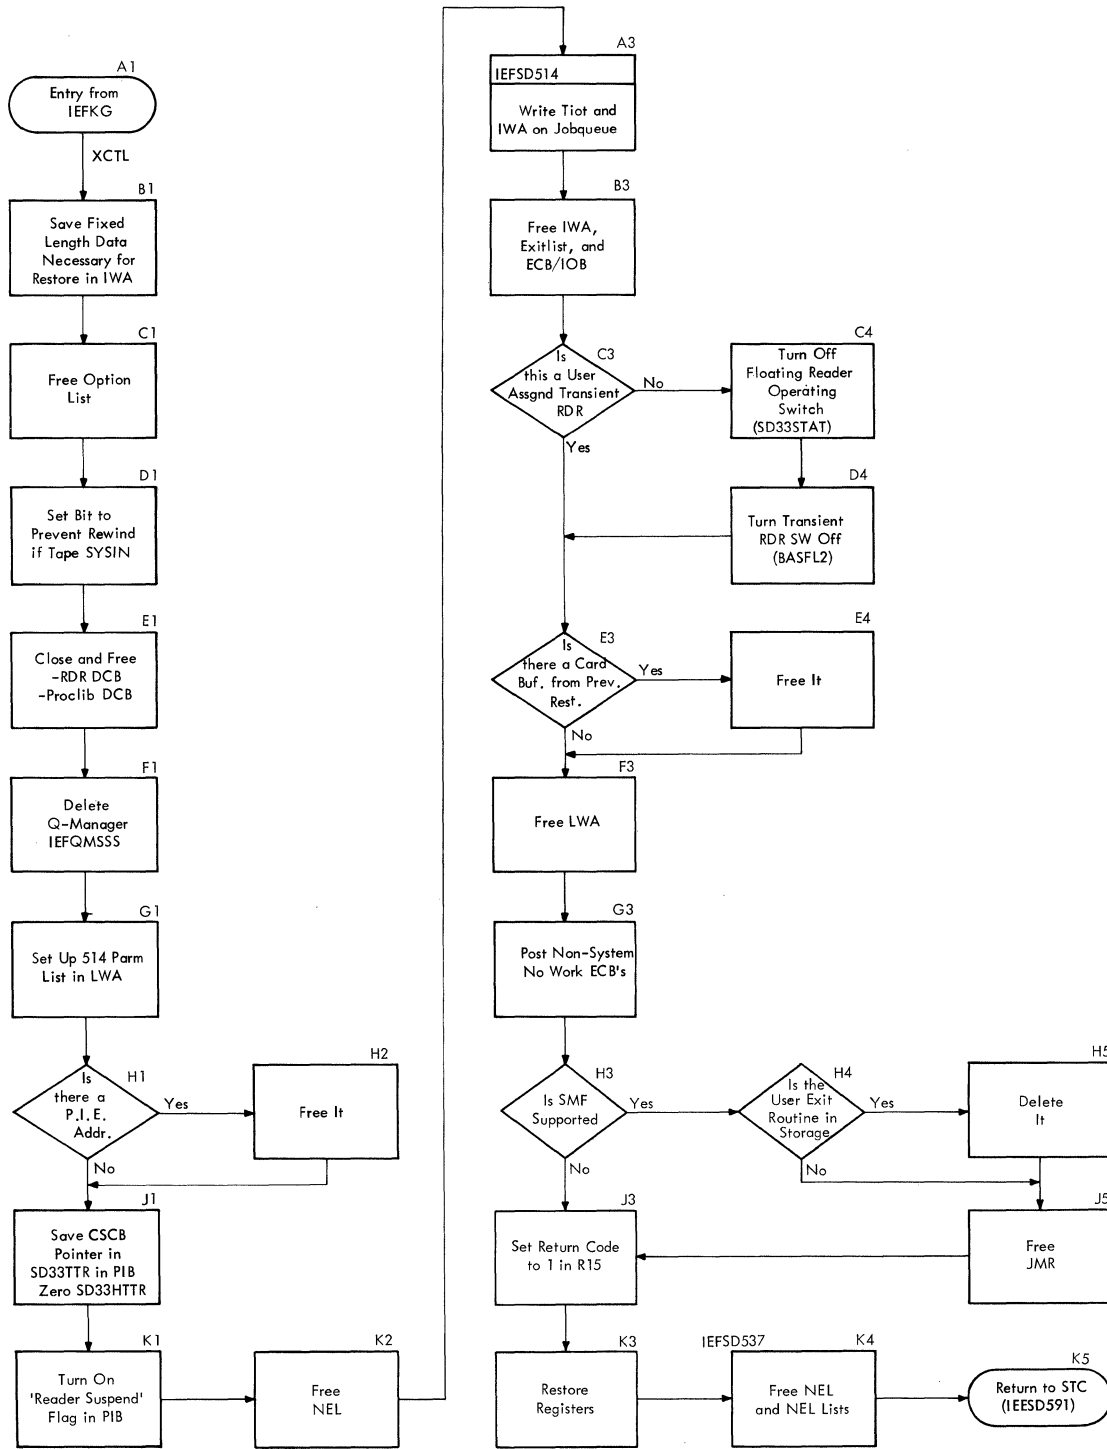 A1
Entry from
IEFKG
XCTL
B1
Save Fixed
Length Data
Necessary for
Restore in IWA
C1
Free Option
List
D1
Set Bit to
Prevent Rewind
if Tape SYSIN
E1
Close and Free
-RDR DCB
-Proclib DCB
F1
Delete
Q-Manager
IEFQMSSS
G1
Set Up 514 Parm
List in LWA
H1
Is
there a
P.I.E.
Addr.
Yes
No
H2
Free It
J1
Save CSCB
Pointer in
SD33TTR in PIB
Zero SD33HTTR
K1
Turn On
'Reader Suspend'
Flag in PIB
K2
Free
NEL
A3
IEFSD514
Write Tiot and
IWA on Jobqueue
B3
Free IWA,
Exitlist, and
ECB/IOB
C3
Is
this a User
Assgnd Transient
RDR
No
Yes
C4
Turn Off
Floating Reader
Operating
Switch
(SD33STAT)
D4
Turn Transient
RDR SW Off
(BASFL2)
E3
Is
there a Card
Buf. from Prev.
Rest.
Yes
No
E4
Free It
F3
Free LWA
G3
Post Non-System
No Work ECB's
H3
Is SMF
Supported
Yes
No
H4
Is the
User Exit
Routine in
Storage
Yes
No
H5
Delete
It
J3
Set Return Code
to 1 in R15
J5
Free
JMR
K3
Restore
Registers
IEFSD537
K4
Free NEL
and NEL Lists
K5
Return to STC
(IEESD591)